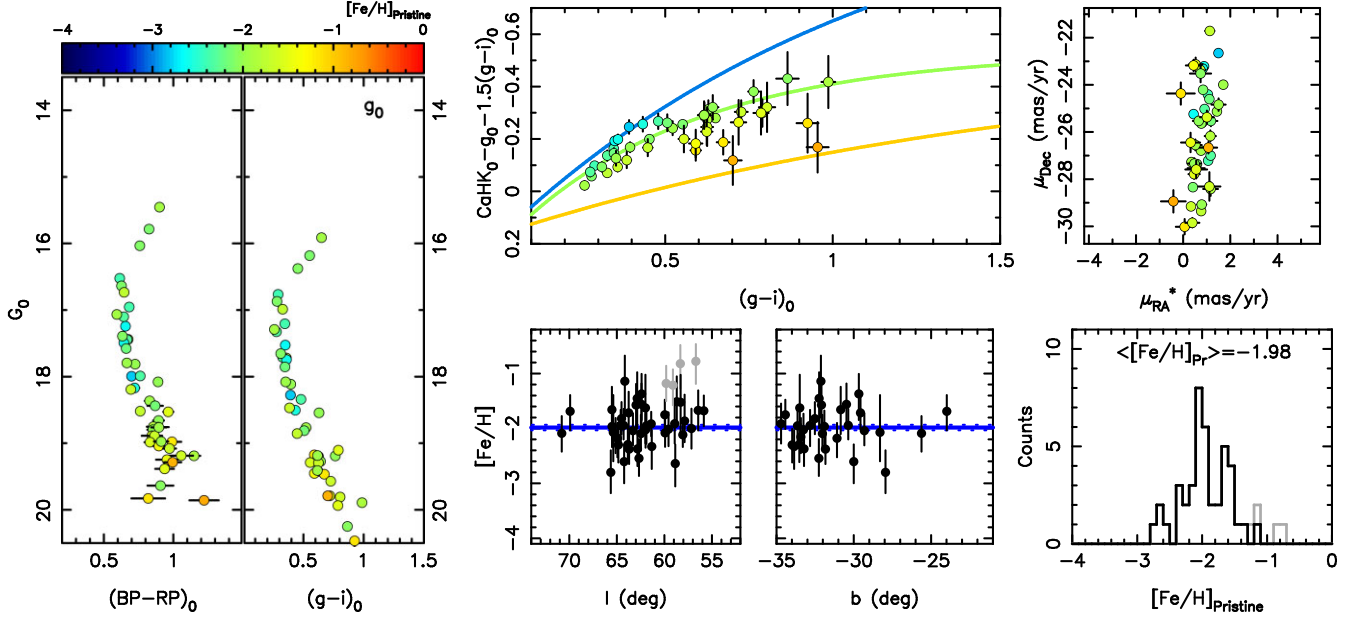 [Fe/H]Pristine
−4 −3 −2 −1 0
g0
14 16 18 20
G0
14 16 18 20
0.5 1 1.5
0.5 1 1.5
(BP−RP)0
(g−i)0
−0.6 −0.4 −0.2 0 0.2
CaHK0−g0−1.5(g−i)0
0.5 1 1.5
(g−i)0
−22 −24 −26 −28 −30
μDec (mas/yr)
−4 −2 0 2 4
μRA* (mas/yr)
−1 −2 −3 −4
[Fe/H]
70 65 60 55
l (deg)
−35 −30 −25
b (deg)
<[Fe/H]Pr>=−1.98
10 5 0
Counts
−4 −3 −2 −1 0
[Fe/H]Pristine